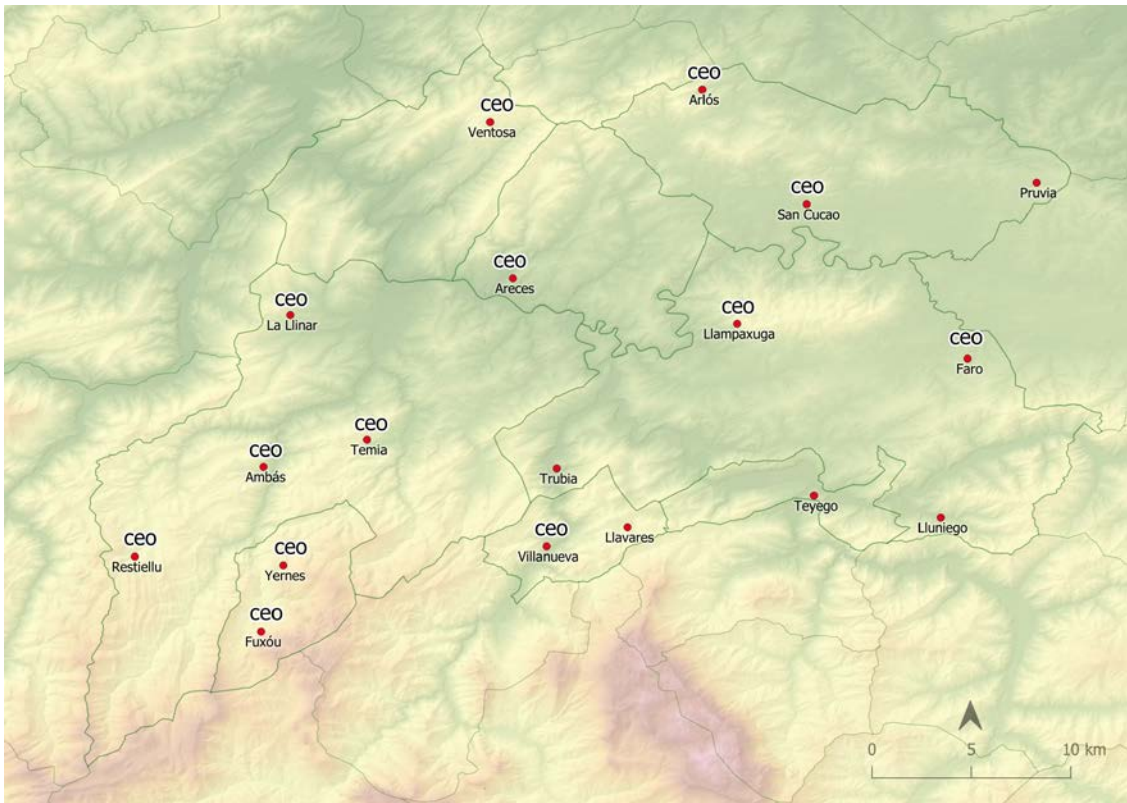 ceo
Arlós
ceo
Ventosa
Pruvia
ceo
San Cucao
ceo
Areces
ceo
La Llinar
ceo
Llampaxuga
ceo
Faro
ceo
Temia
ceo
Ambás
Trubia
Teyego
Lluniego
Llavares
ceo
Villanueva
ceo
Restiellu
ceo
Yernes
ceo
Fuxóu
0 5 10 km